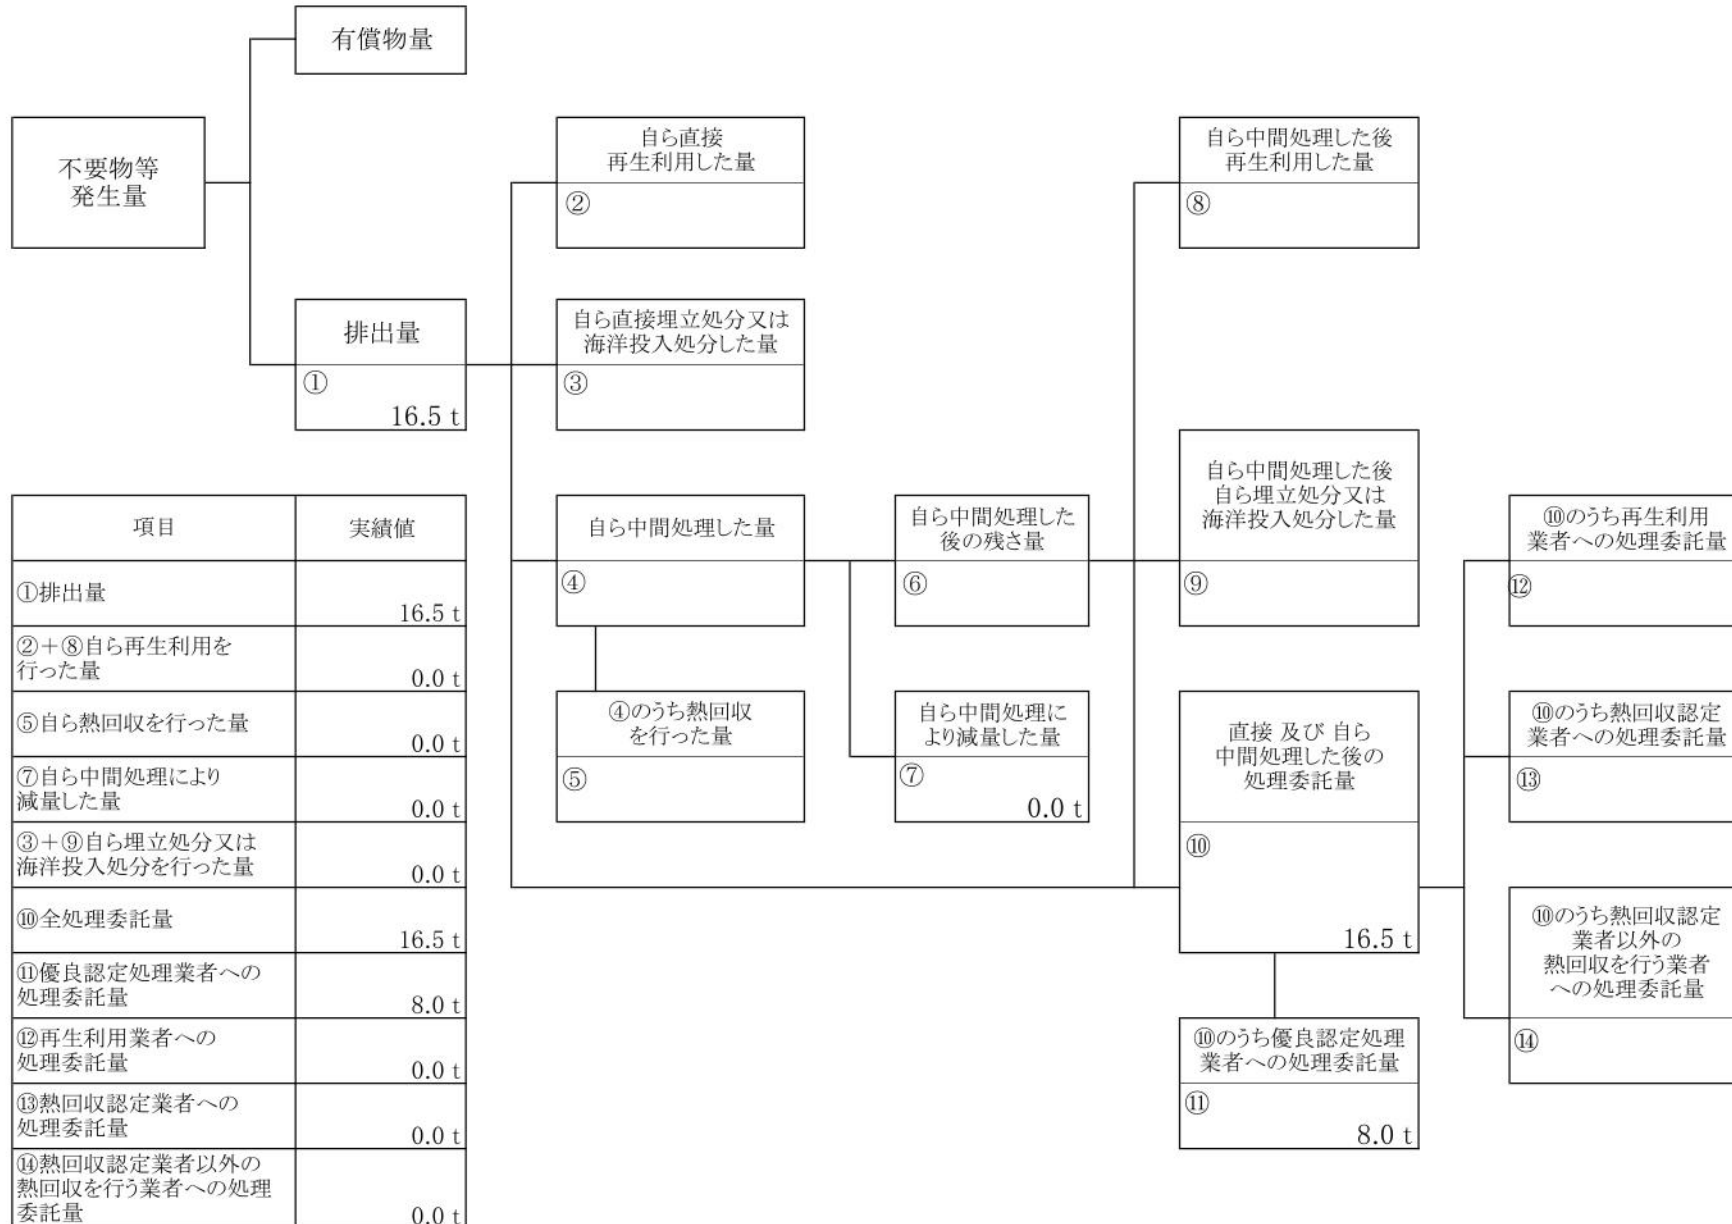 有償物量
不要物等
発生量
排出量
①
16.5 t
自ら直接
再生利用した量
②
自ら直接埋立処分又は
海洋投入処分した量
③
自ら中間処理した量
④
④のうち熱回収
を行った量
⑤
自ら中間処理した
後の残さ量
⑥
自ら中間処理に
より減量した量
⑦
0.0 t
自ら中間処理した後
再生利用した量
⑧
自ら中間処理した後
自ら埋立処分又は
海洋投入処分した量
⑨
直接 及び 自ら
中間処理した後の
処理委託量
⑩
16.5 t
⑩のうち優良認定処理
業者への処理委託量
⑪
8.0 t
⑩のうち再生利用
業者への処理委託量
⑫
⑩のうち熱回収認定
業者への処理委託量
⑬
⑩のうち熱回収認定
業者以外の
熱回収を行う業者
への処理委託量
⑭
項目 実績値
①排出量
16.5 t
②＋⑧自ら再生利用を
行った量
0.0 t
⑤自ら熱回収を行った量
0.0 t
⑦自ら中間処理により
減量した量
0.0 t
③＋⑨自ら埋立処分又は
海洋投入処分を行った量
0.0 t
⑩全処理委託量
16.5 t
⑪優良認定処理業者への
処理委託量
8.0 t
⑫再生利用業者への
処理委託量
0.0 t
⑬熱回収認定業者への
処理委託量
0.0 t
⑭熱回収認定業者以外の
熱回収を行う業者への処理
委託量
0.0 t